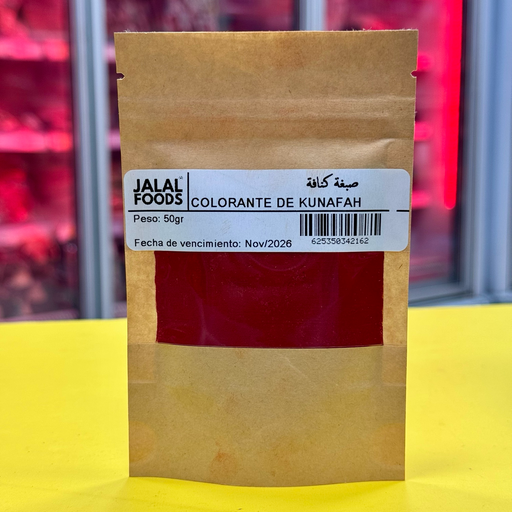 JALAL
FOODS
صبغة كنافة
COLORANTE DE KUNAFAH
Peso: 50gr
Fecha de vencimiento: Nov/2026
625350342162